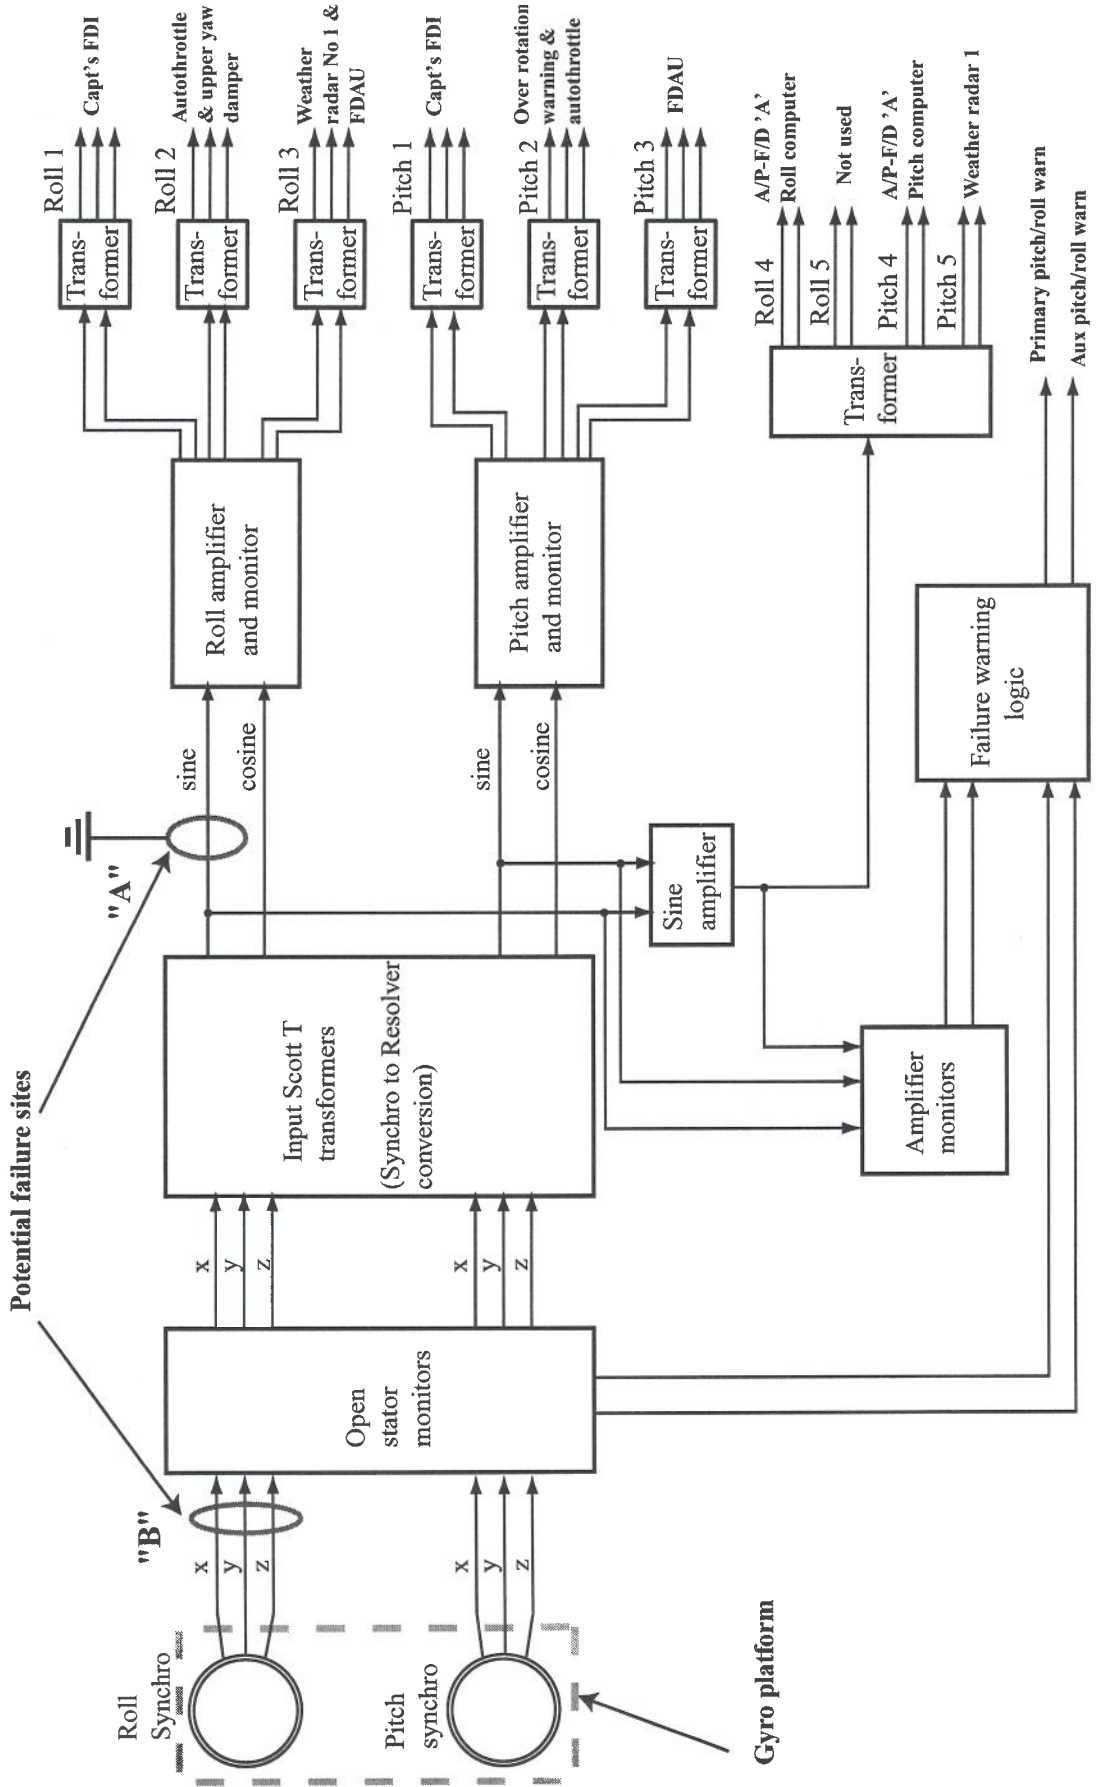 Potential failure sites
"B"
"A"
Roll
Synchro
x
y
z
Pitch
synchro
x
y
z
Gyro platform
Open
stator
monitors
x
y
z
x
y
z
Input Scott T
transformers
(Synchro to Resolver
conversion)
sine
cosine
sine
cosine
Roll amplifier
and monitor
Pitch amplifier
and monitor
Sine
amplifier
Amplifier
monitors
Failure warning
logic
Trans-
former
Roll 1
Capt's FDI
Trans-
former
Roll 2
Autothrottle
& upper yaw
damper
Trans-
former
Roll 3
Weather
radar No 1 &
FDAU
Trans-
former
Pitch 1
Capt's FDI
Trans-
former
Pitch 2
Over rotation
warning &
autothrottle
Trans-
former
Pitch 3
FDAU
Trans-
former
Roll 4
A/P-F/D 'A'
Roll computer
Roll 5
Not used
Pitch 4
A/P-F/D 'A'
Pitch computer
Pitch 5
Weather radar 1
Primary pitch/roll warn
Aux pitch/roll warn